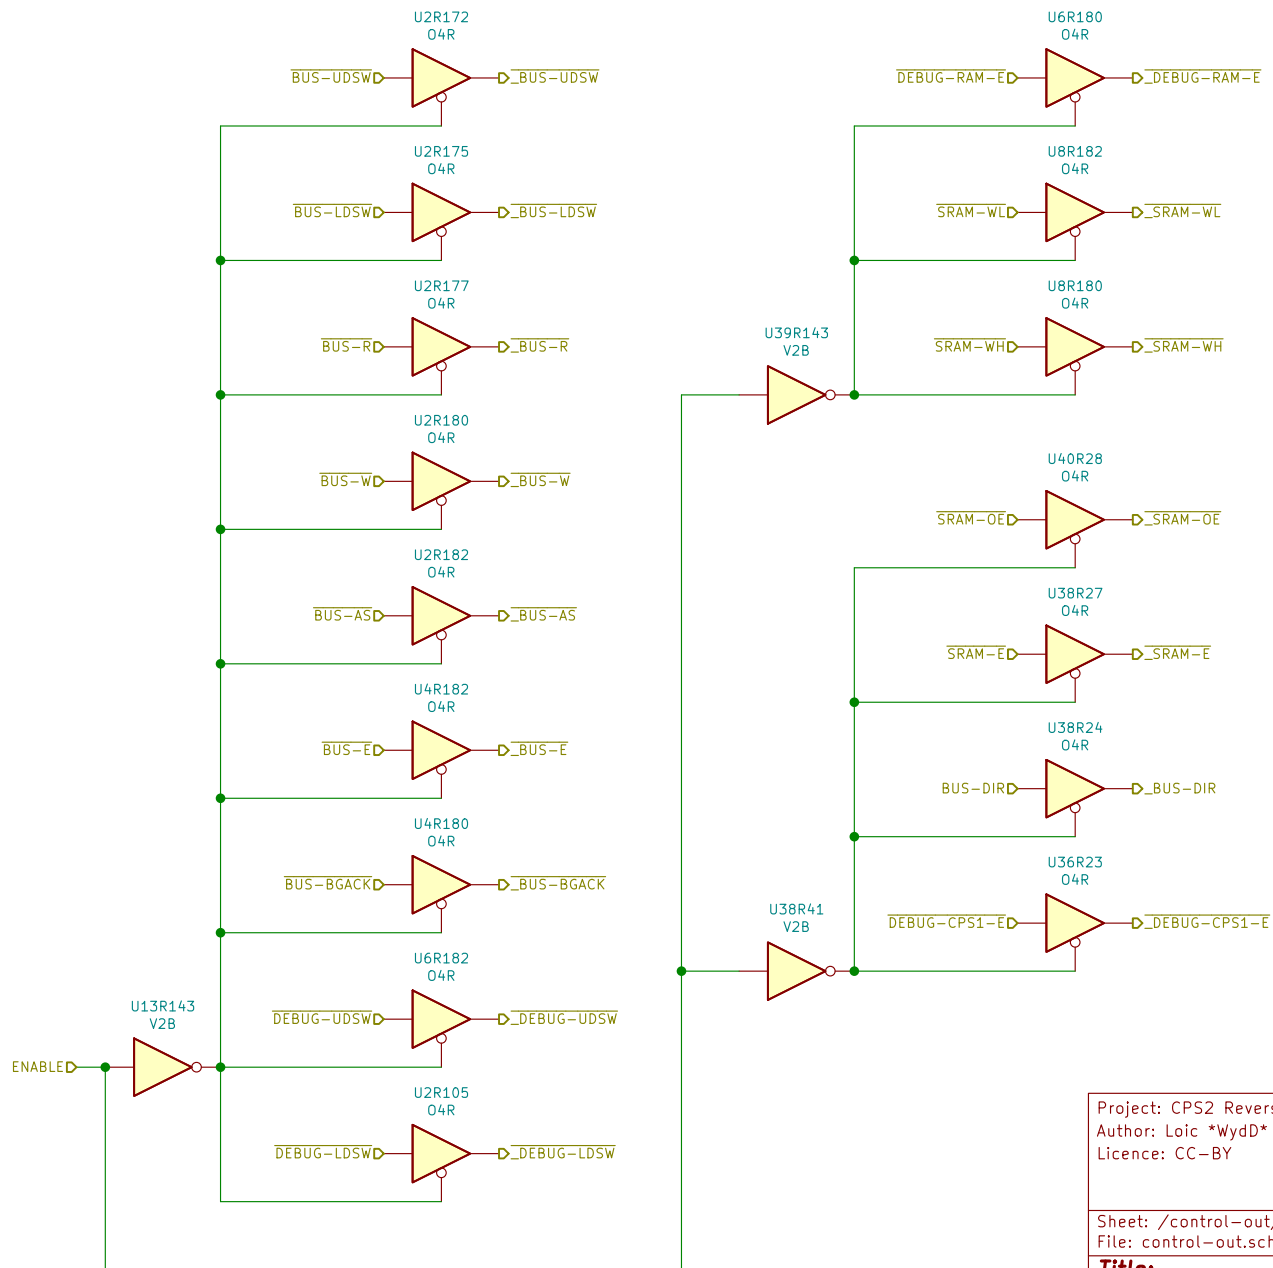 U2R172
O4R
BUS-UDSW
_BUS-UDSW
U2R175
O4R
BUS-LDSW
_BUS-LDSW
U2R177
O4R
BUS-R
_BUS-R
U2R180
O4R
BUS-W
_BUS-W
U2R182
O4R
BUS-AS
_BUS-AS
U4R182
O4R
BUS-E
_BUS-E
U4R180
O4R
BUS-BGACK
_BUS-BGACK
U6R182
O4R
DEBUG-UDSW
_DEBUG-UDSW
U13R143
V2B
ENABLE
U2R105
O4R
DEBUG-LDSW
_DEBUG-LDSW
U6R180
O4R
DEBUG-RAM-E
_DEBUG-RAM-E
U8R182
O4R
SRAM-WL
_SRAM-WL
U8R180
O4R
SRAM-WH
_SRAM-WH
U39R143
V2B
U40R28
O4R
SRAM-OE
_SRAM-OE
U38R27
O4R
SRAM-E
_SRAM-E
U38R24
O4R
BUS-DIR
_BUS-DIR
U36R23
O4R
DEBUG-CPS1-E
_DEBUG-CPS1-E
U38R41
V2B
Project: CPS2 Revers
Author: Loic *WydD*
Licence: CC-BY
Sheet: /control-out/
File: control-out.sch
Title: